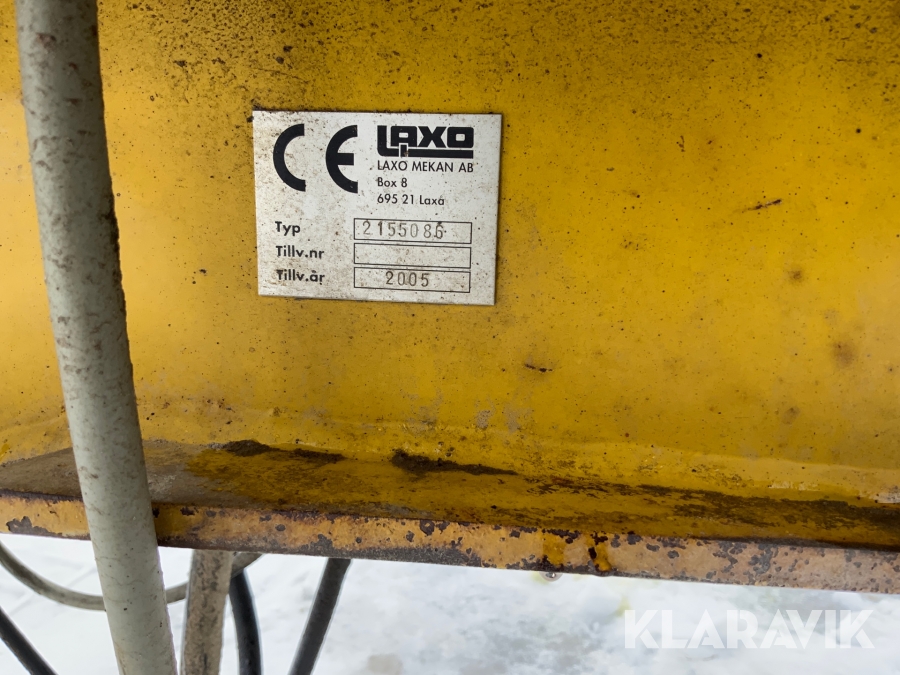 CE LAXO
LAXO MEKAN AB
Box 8
695 21 Laxå
Typ 2155086
Tillv.nr
Tillv.år 2005
KLARAVIK